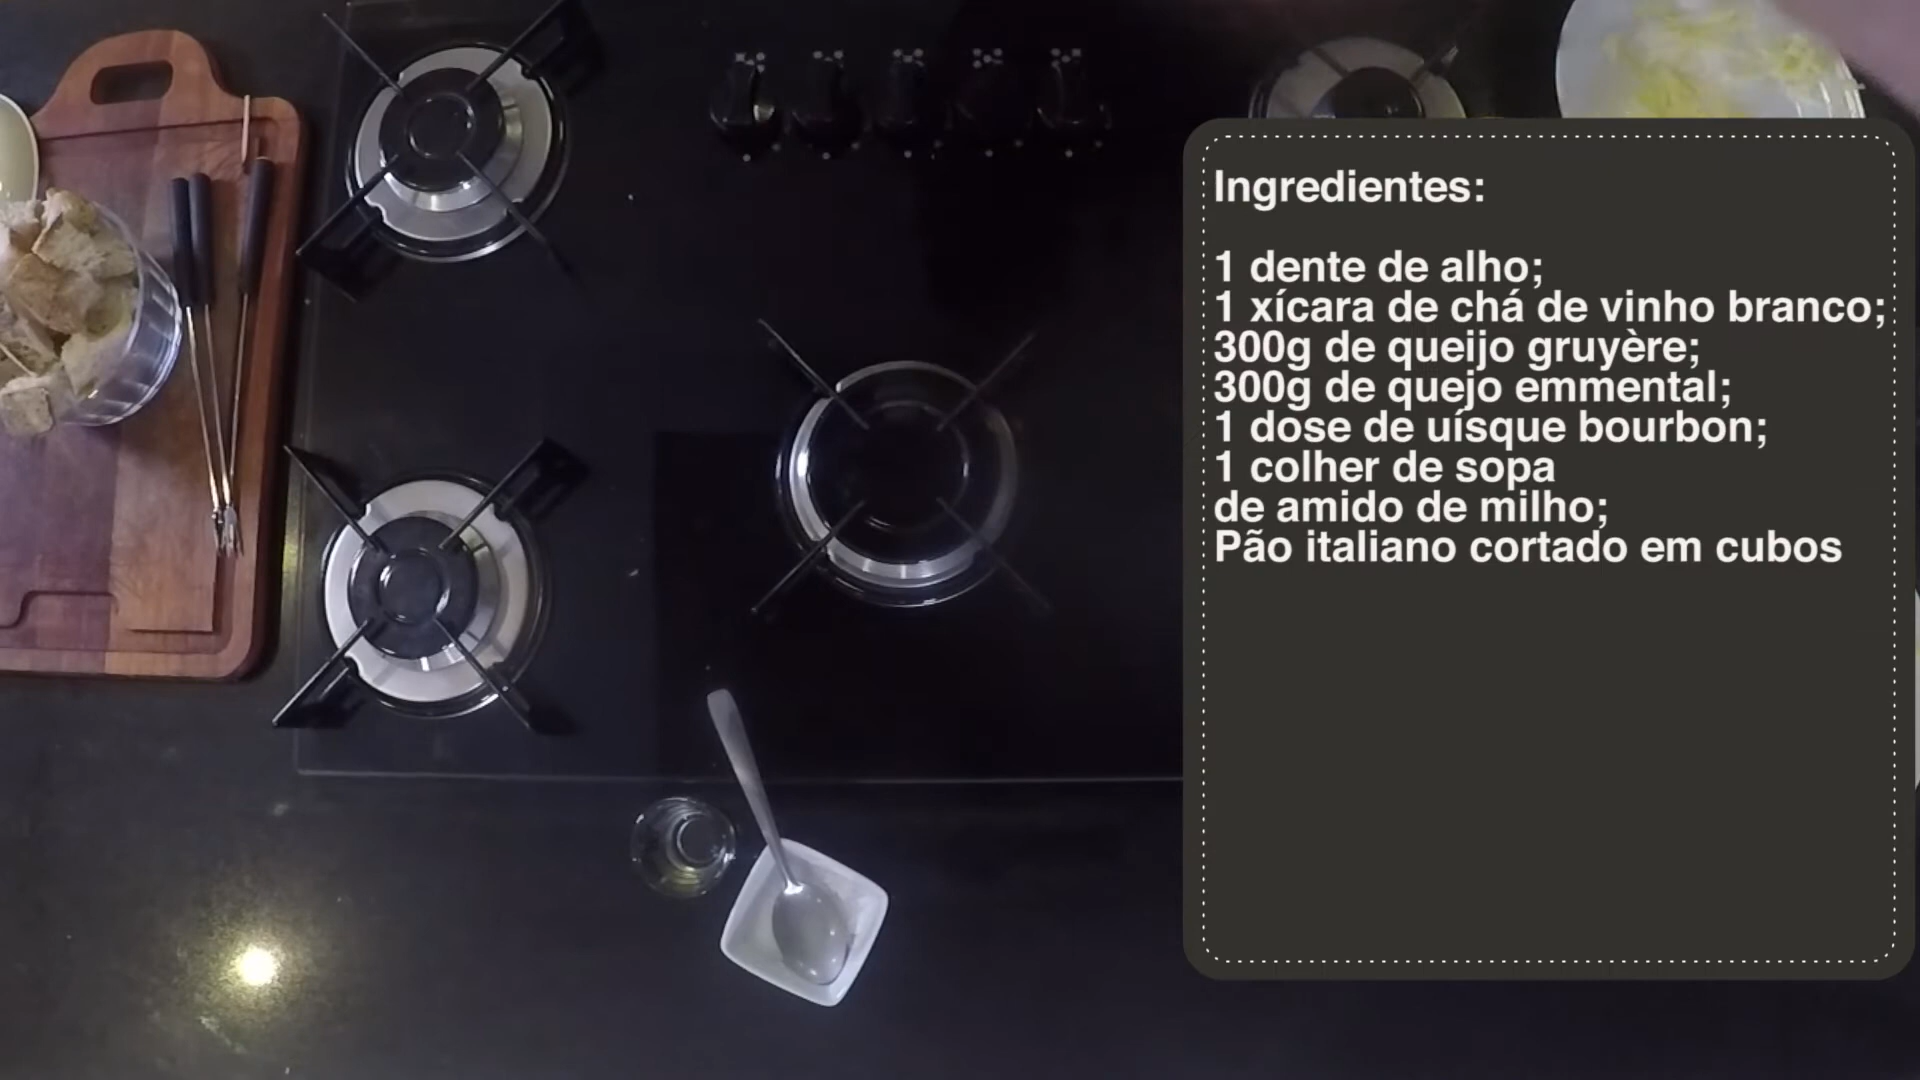 Ingredientes:
1 dente de alho;
1 xícara de chá de vinho branco;
300g de queijo gruyère;
300g de quejo emmental;
1 dose de uísque bourbon;
1 colher de sopa
de amido de milho;
Pão italiano cortado em cubos